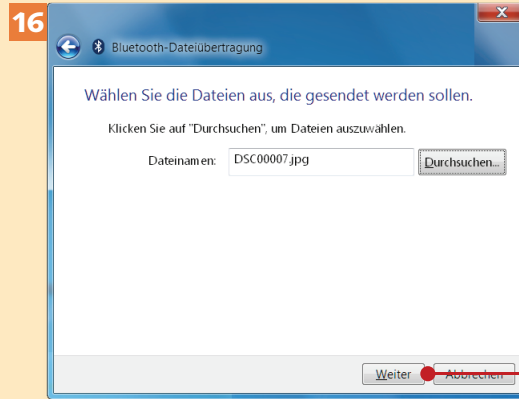 16
X
Bluetooth-Dateiübertragung
Wählen Sie die Dateien aus, die gesendet werden sollen.
Klicken Sie auf "Durchsuchen", um Dateien auszuwählen.
Dateinamen: DSC00007.jpg Durchsuchen...
Weiter Abbrechen